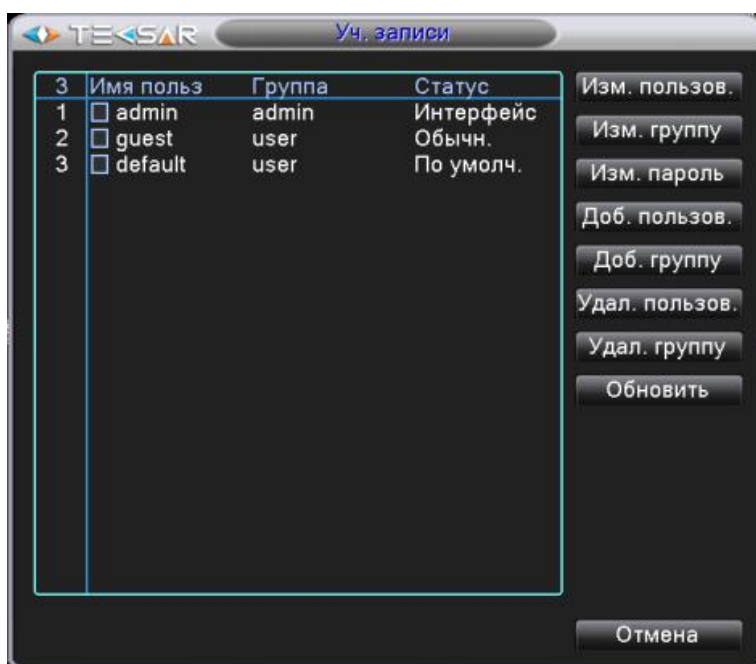 TEKSAR
Уч. записи
3 Имя польз Группа Статус
1 admin admin Интерфейс
2 guest user Обычн.
3 default user По умолч.
Изм. пользов.
Изм. группу
Изм. пароль
Доб. пользов.
Доб. группу
Удал. пользов.
Удал. группу
Обновить
Отмена